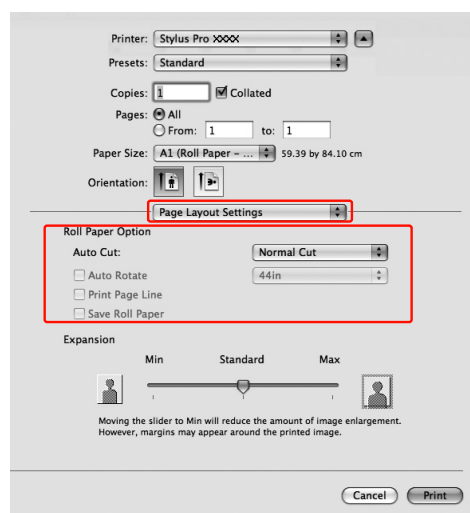 Printer: Stylus Pro XXXX
Presets: Standard
Copies: 1 Collated
Pages: All
From: 1 to: 1
Paper Size: A1 (Roll Paper – ... 59.39 by 84.10 cm
Orientation:
Page Layout Settings
Roll Paper Option
Auto Cut: Normal Cut
Auto Rotate 44in
Print Page Line
Save Roll Paper
Expansion
Min Standard Max
Moving the slider to Min will reduce the amount of image enlargement.
However, margins may appear around the printed image.
Cancel Print